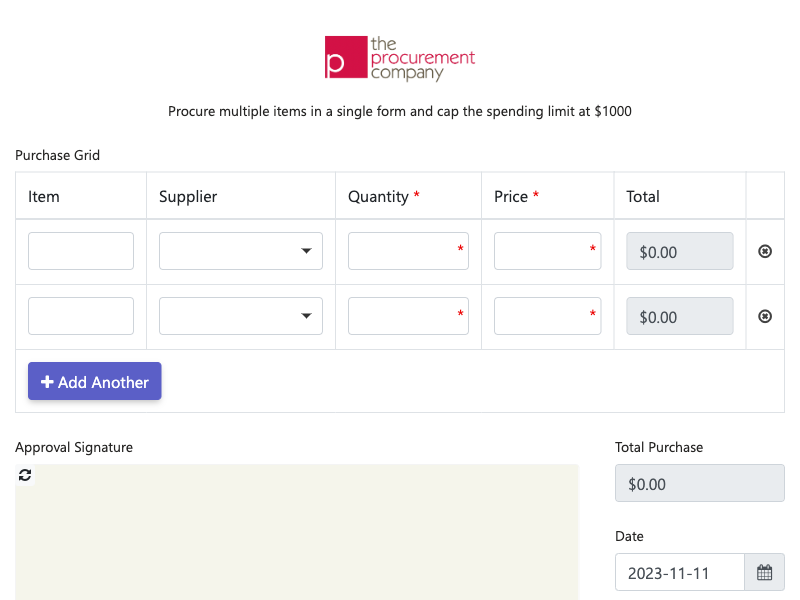 p
the
procurement
company
Procure multiple items in a single form and cap the spending limit at $1000
Purchase Grid
Item Supplier Quantity * Price * Total
* * $0.00
* * $0.00
Add Another
Approval Signature
Total Purchase
$0.00
Date
2023-11-11